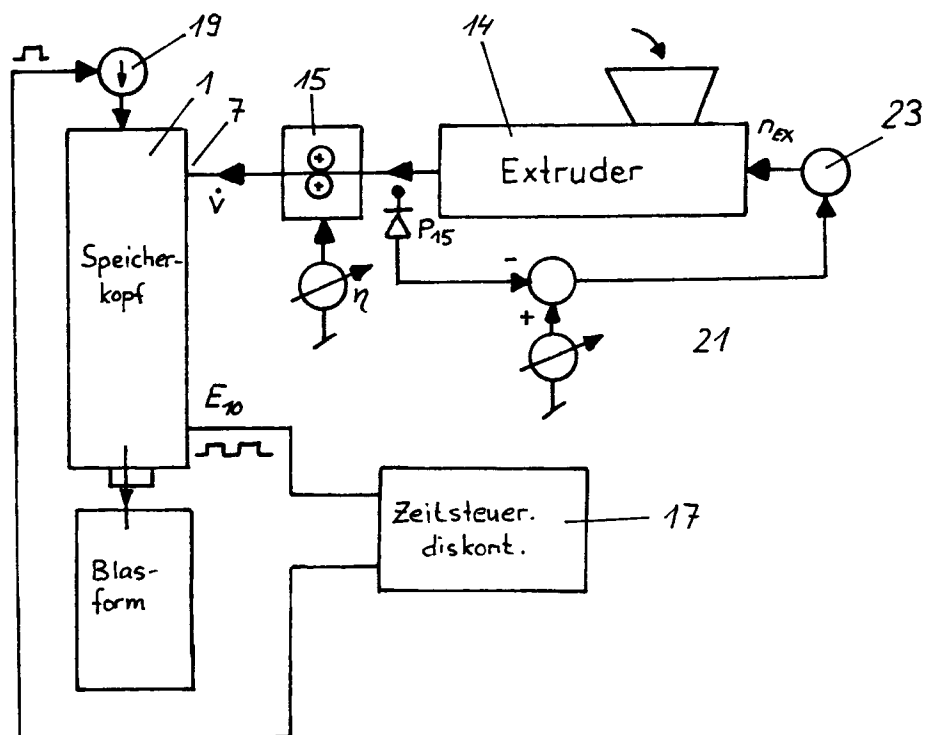 19
14
1
7
15
n_EX
23
Extruder
V̇
P_15
Speicher-
kopf
-
η
+
21
E_10
Zeitsteuer.
diskont.
17
Blas-
form